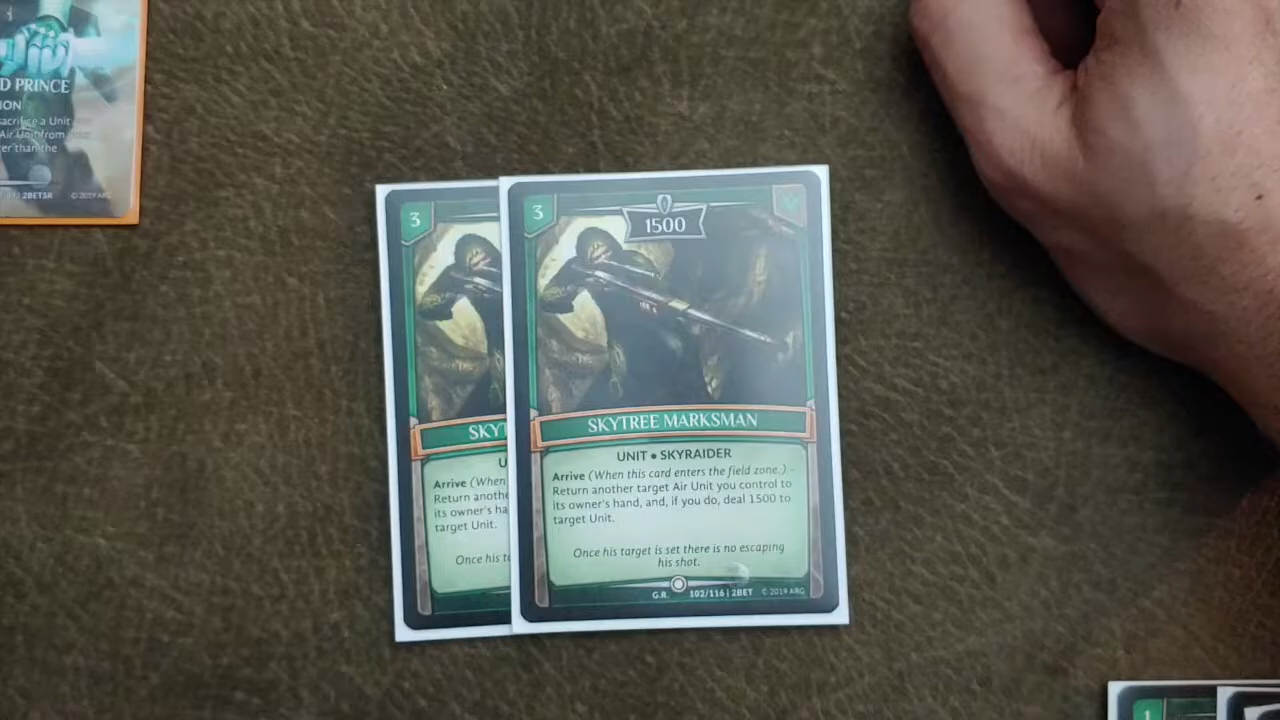 D PRINCE
ION
sacrifice a Unit
Air Unit from
er than the
2BETSR © 2019 ARG
3
SKYT
U
Arrive (When
Return anothe
its owner's ha
target Unit.
Once his ta
3
1500
SKYTREE MARKSMAN
UNIT • SKYRAIDER
Arrive (When this card enters the field zone.) -
Return another target Air Unit you control to
its owner's hand, and, if you do, deal 1500 to
target Unit.
Once his target is set there is no escaping
his shot.
G.R. 102/116 | 2BET © 2019 ARG
1